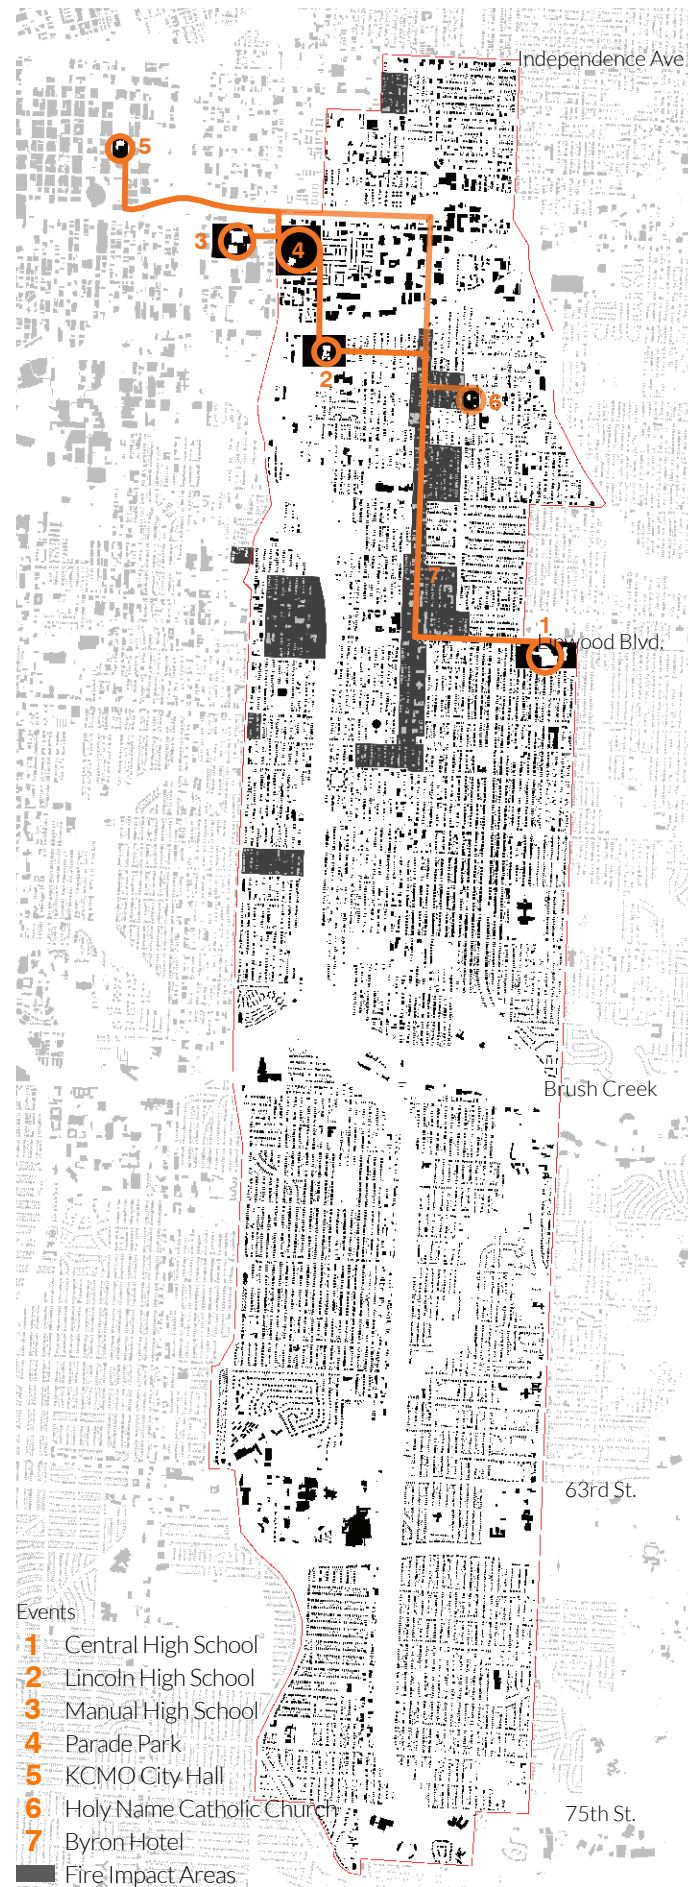 Independence Ave
5
3
4
2
6
7
1
Linwood Blvd.
Brush Creek
63rd St.
75th St.
Events
1 Central High School
2 Lincoln High School
3 Manual High School
4 Parade Park
5 KCMO City Hall
6 Holy Name Catholic Church
7 Byron Hotel
Fire Impact Areas